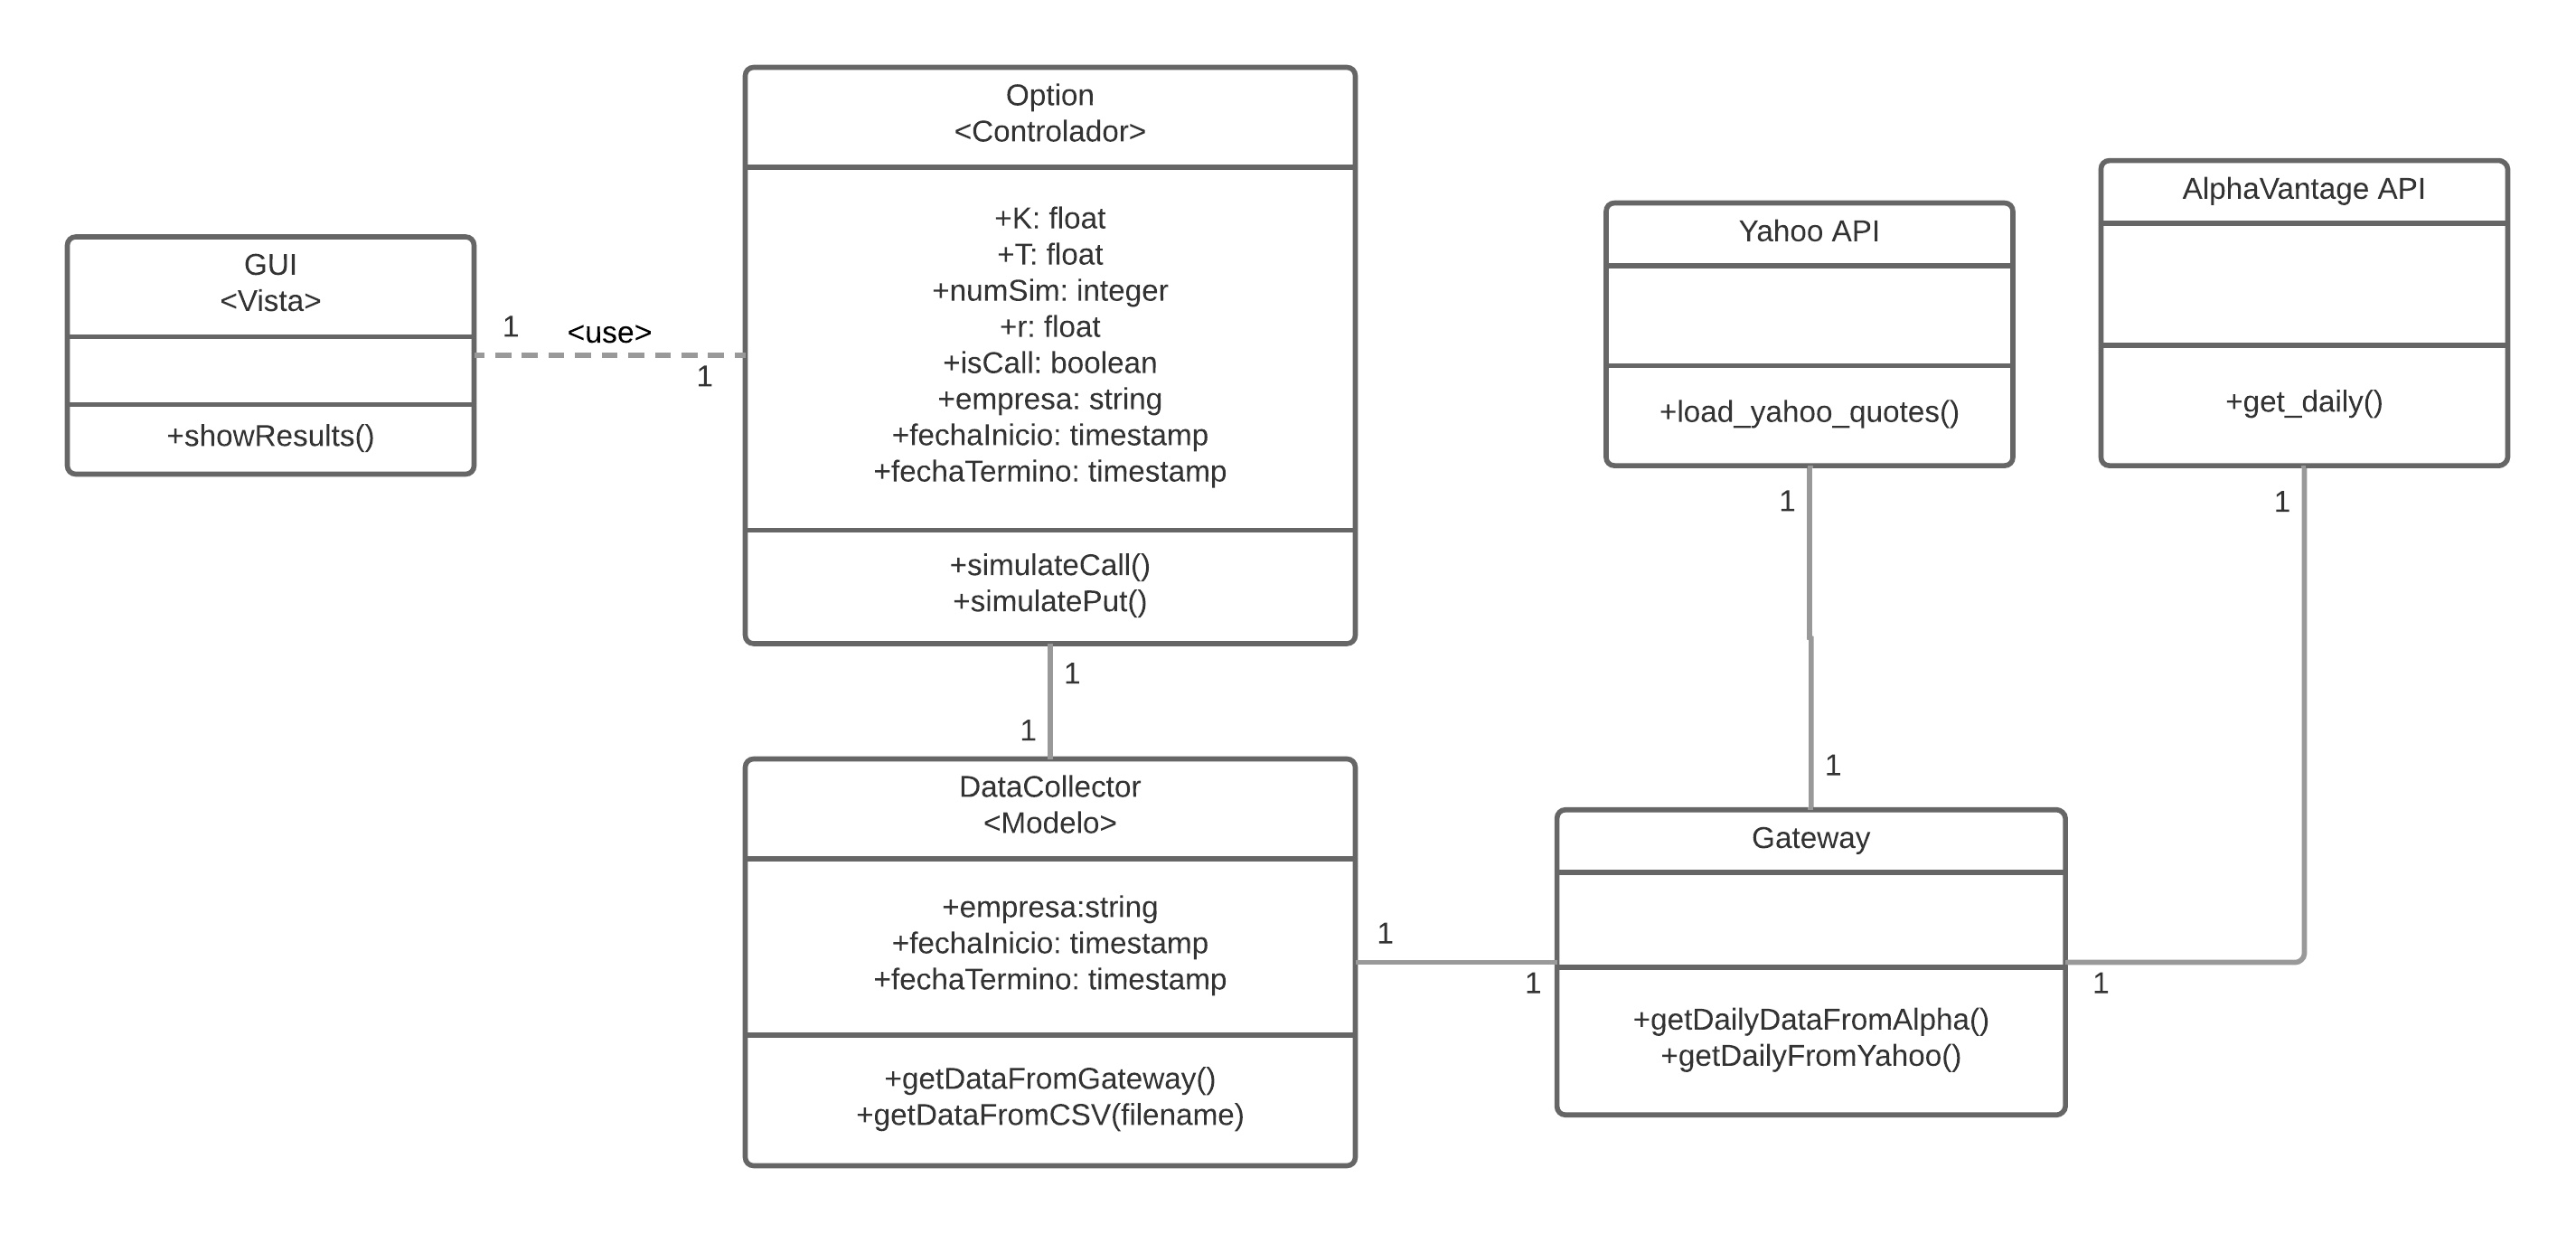 GUI
<Vista>
+showResults()
1
<use>
1
Option
<Controlador>
+K: float
+T: float
+numSim: integer
+r: float
+isCall: boolean
+empresa: string
+fechaInicio: timestamp
+fechaTermino: timestamp
+simulateCall()
+simulatePut()
1
1
DataCollector
<Modelo>
+empresa:string
+fechaInicio: timestamp
+fechaTermino: timestamp
+getDataFromGateway()
+getDataFromCSV(filename)
1
1
Yahoo API
+load_yahoo_quotes()
1
1
AlphaVantage API
+get_daily()
1
1
Gateway
+getDailyDataFromAlpha()
+getDailyFromYahoo()